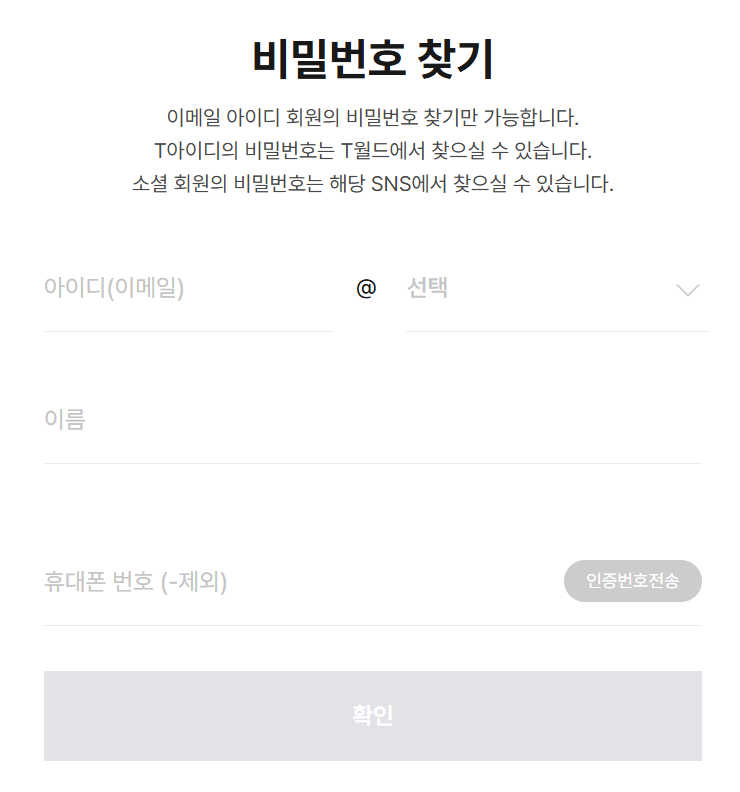 비밀번호 찾기
이메일 아이디 회원의 비밀번호 찾기만 가능합니다.
T아이디의 비밀번호는 T월드에서 찾으실 수 있습니다.
소셜 회원의 비밀번호는 해당 SNS에서 찾으실 수 있습니다.
아이디(이메일) @ 선택
이름
휴대폰 번호 (-제외) 인증번호전송
확인